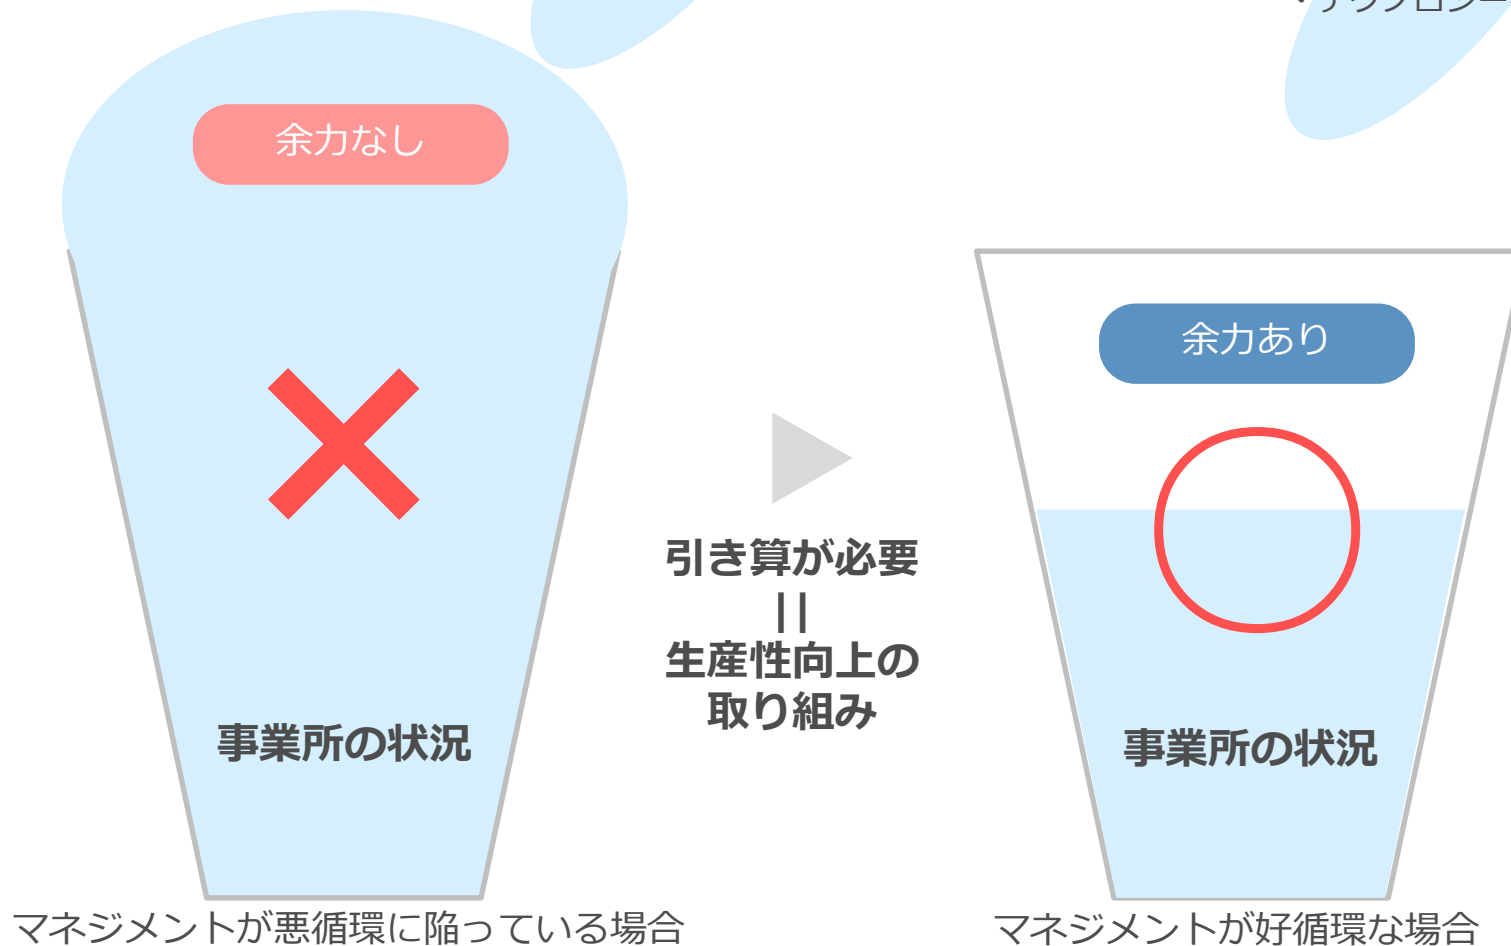 余力なし
余力あり
引き算が必要
||
生産性向上の
取り組み
事業所の状況
事業所の状況
マネジメントが悪循環に陥っている場合
マネジメントが好循環な場合